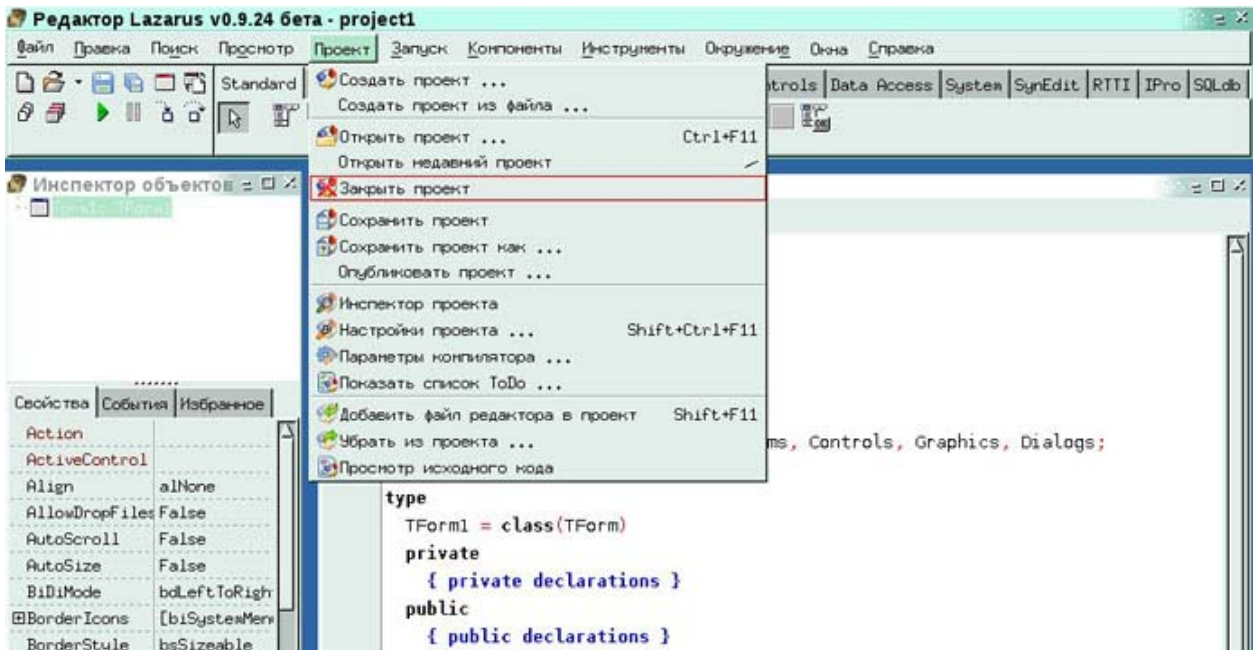 Редактор Lazarus v0.9.24 бета - project1
Файл Правка Поиск Просмотр Проект Запуск Компоненты Инструменты Окружение Окна Справка
Standard
trols Data Access System SynEdit RTTI IPro SQLdb
OK
Создать проект ...
Создать проект из файла ...
Открыть проект ... Ctrl+F11
Открыть недавний проект
Закрыть проект
Сохранить проект
Сохранить проект как ...
Опубликовать проект ...
Инспектор проекта
Настройки проекта ... Shift+Ctrl+F11
Параметры компилятора ...
Показать список ToDo ...
Добавить файл редактора в проект Shift+F11
Убрать из проекта ...
Просмотр исходного кода
Инспектор объектов
Form1: TForm1
Свойства События Избранное
Action
ActiveControl
Align alNone
AllowDropFiles False
AutoScroll False
AutoSize False
BiDiMode bdLeftToRigh
BorderIcons [biSystemMen
BorderStyle bsSizeable
ms, Controls, Graphics, Dialogs;
type
TForm1 = class(TForm)
private
{ private declarations }
public
{ public declarations }